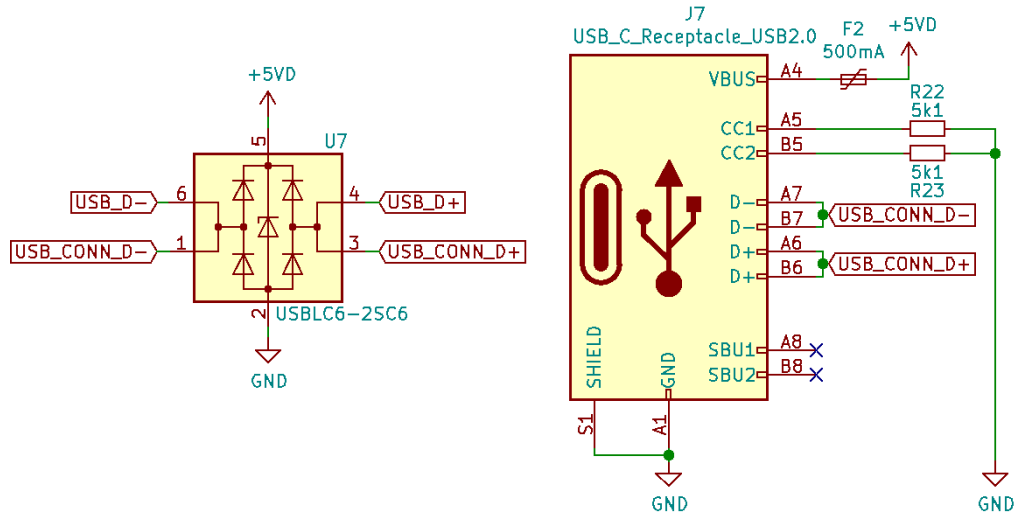 J7
USB_C_Receptacle_USB2.0
F2
500mA
+5VD
VBUS
A4
+5VD
R22
5k1
CC1
A5
CC2
B5
5k1
R23
5
U7
USB_D-
6
4
USB_D+
D-
A7
USB_CONN_D-
D-
B7
USB_CONN_D-
1
3
USB_CONN_D+
D+
A6
USB_CONN_D+
D+
B6
2
USBLC6-2SC6
GND
SBU1
A8
SBU2
B8
SHIELD
GND
S1
A1
GND
GND